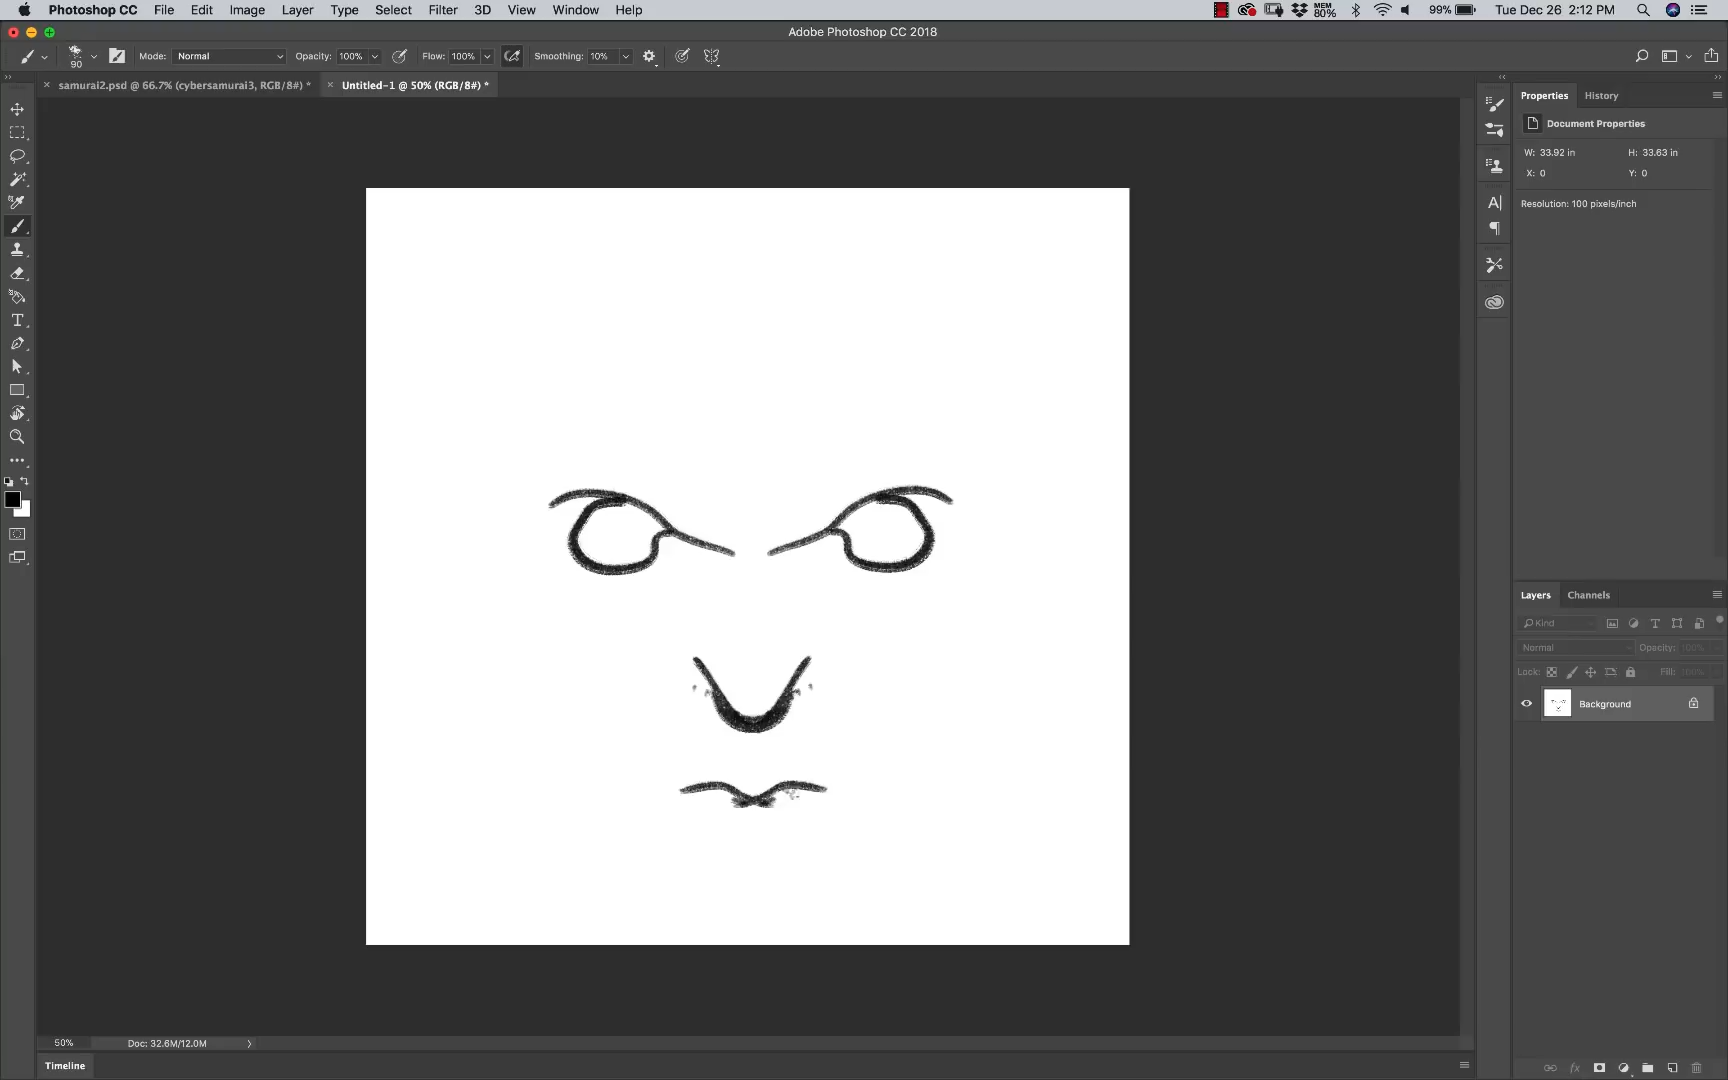 Photoshop CC File Edit Image Layer Type Select Filter 3D View Window Help MEM 80% 99% Tue Dec 26 2:12 PM
Adobe Photoshop CC 2018
90 Mode: Normal Opacity: 100% Flow: 100% Smoothing: 10%
samurai2.psd @ 66.7% (cybersamurai3, RGB/8#) * Untitled-1 @ 50% (RGB/8#) *
Properties History
Document Properties
W: 33.92 in H: 33.63 in
X: 0 Y: 0
Resolution: 100 pixels/inch
Layers Channels
Kind
Normal Opacity: 100%
Lock: Fill: 100%
Background
50% Doc: 32.6M/12.0M
Timeline